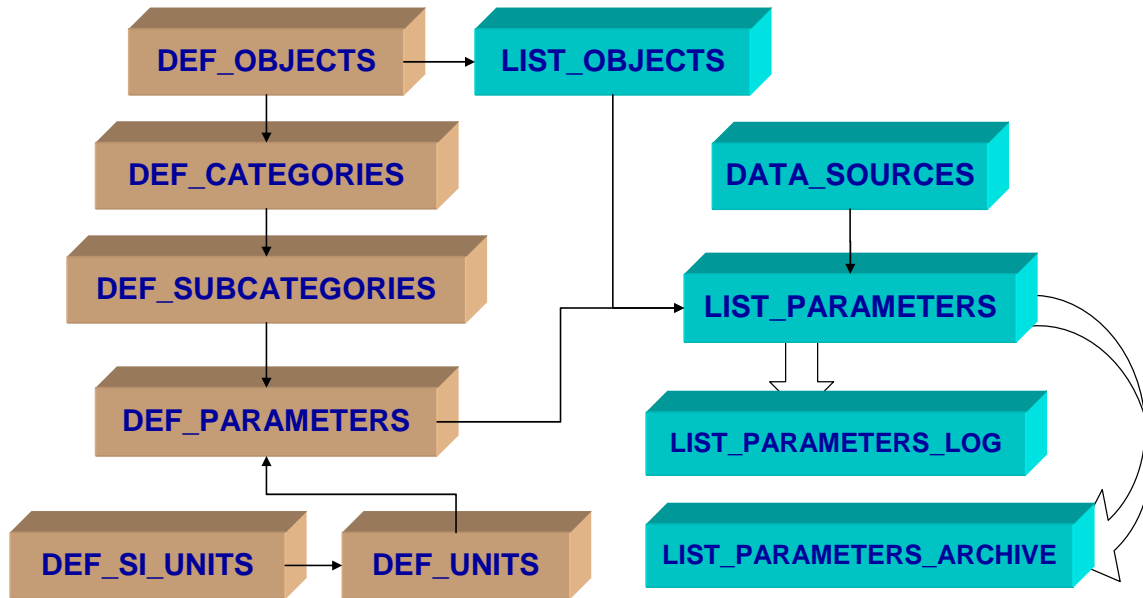 DEF_OBJECTS
LIST_OBJECTS
DEF_CATEGORIES
DATA_SOURCES
DEF_SUBCATEGORIES
LIST_PARAMETERS
DEF_PARAMETERS
LIST_PARAMETERS_LOG
DEF_SI_UNITS
DEF_UNITS
LIST_PARAMETERS_ARCHIVE